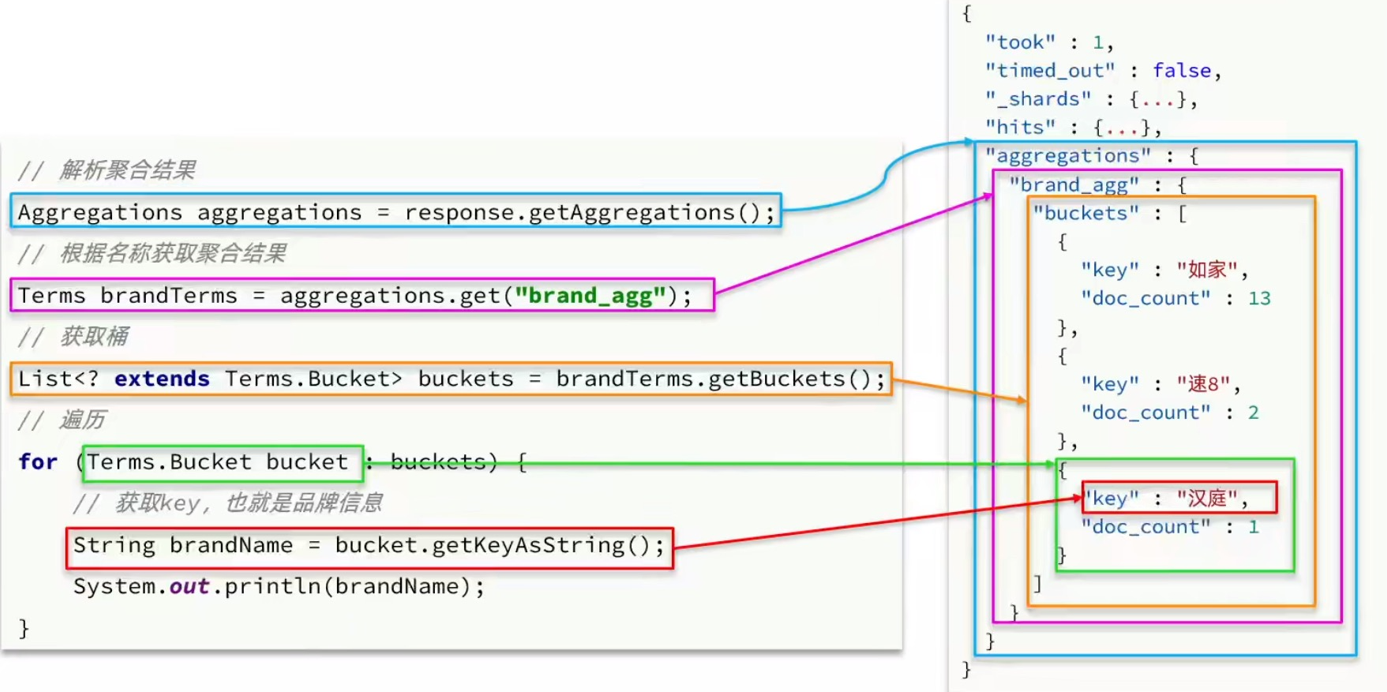 // 解析聚合结果
Aggregations aggregations = response.getAggregations();
// 根据名称获取聚合结果
Terms brandTerms = aggregations.get("brand_agg");
// 获取桶
List<? extends Terms.Bucket> buckets = brandTerms.getBuckets();
// 遍历
for (Terms.Bucket bucket : buckets) {
    // 获取key，也就是品牌信息
    String brandName = bucket.getKeyAsString();
    System.out.println(brandName);
}
{
  "took" : 1,
  "timed_out" : false,
  "_shards" : {...},
  "hits" : {...},
  "aggregations" : {
    "brand_agg" : {
      "buckets" : [
        {
          "key" : "如家",
          "doc_count" : 13
        },
        {
          "key" : "速8",
          "doc_count" : 2
        },
        {
          "key" : "汉庭",
          "doc_count" : 1
        }
      ]
    }
  }
}